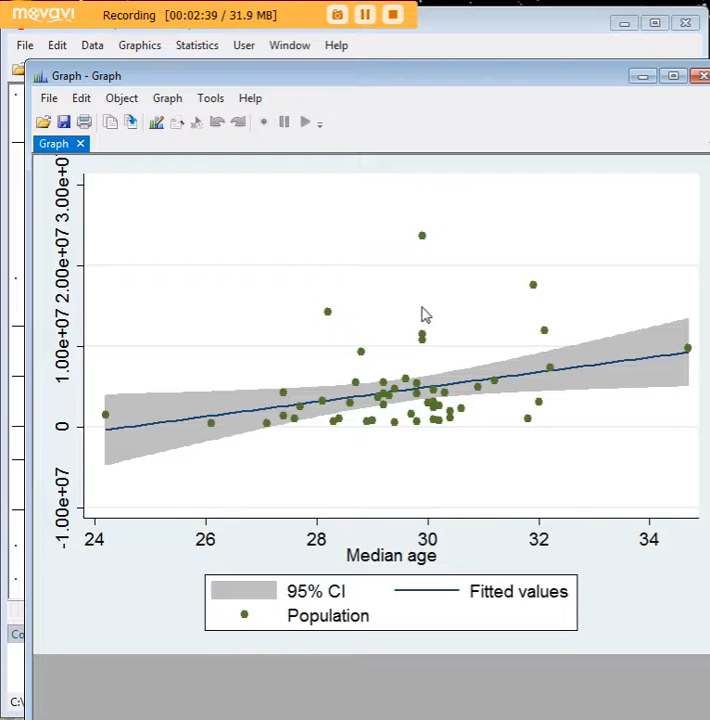 movavi
Recording [00:02:39 / 31.9 MB]
File Edit Data Graphics Statistics User Window Help
Graph - Graph
File Edit Object Graph Tools Help
Graph
3.00e+0
2.00e+07
1.00e+07
0
-1.00e+07
24 26 28 30 32 34
Median age
95% CI Fitted values
Population
Co
C:\